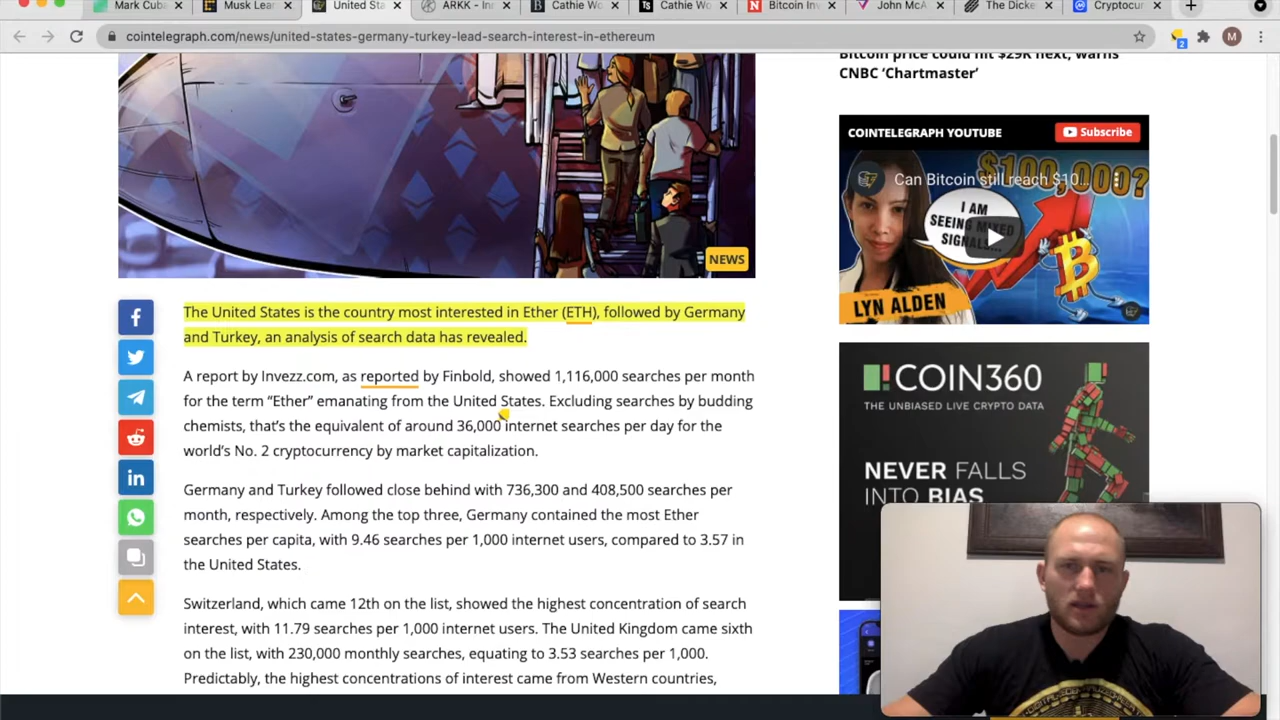 Mark Cuba
Musk Lear
United Sta
ARKK - In
Cathie Wo
Cathie Wo
Bitcoin Inv
John McA
The Dicke
Cryptocur
cointelegraph.com/news/united-states-germany-turkey-lead-search-interest-in-ethereum
2
M
Bitcoin price could hit $29K next, warns
CNBC ‘Chartmaster’
COINTELEGRAPH YOUTUBE
Subscribe
Can Bitcoin still reach $10...
$100,000?
I AM
SEEING MIXED
SIGNALS...
LYN ALDEN
NEWS
The United States is the country most interested in Ether (ETH), followed by Germany
and Turkey, an analysis of search data has revealed.
A report by Invezz.com, as reported by Finbold, showed 1,116,000 searches per month
for the term “Ether” emanating from the United States. Excluding searches by budding
chemists, that’s the equivalent of around 36,000 internet searches per day for the
world’s No. 2 cryptocurrency by market capitalization.
Germany and Turkey followed close behind with 736,300 and 408,500 searches per
month, respectively. Among the top three, Germany contained the most Ether
searches per capita, with 9.46 searches per 1,000 internet users, compared to 3.57 in
the United States.
Switzerland, which came 12th on the list, showed the highest concentration of search
interest, with 11.79 searches per 1,000 internet users. The United Kingdom came sixth
on the list, with 230,000 monthly searches, equating to 3.53 searches per 1,000.
Predictably, the highest concentrations of interest came from Western countries,
COIN360
THE UNBIASED LIVE CRYPTO DATA
NEVER FALLS
INTO BIAS